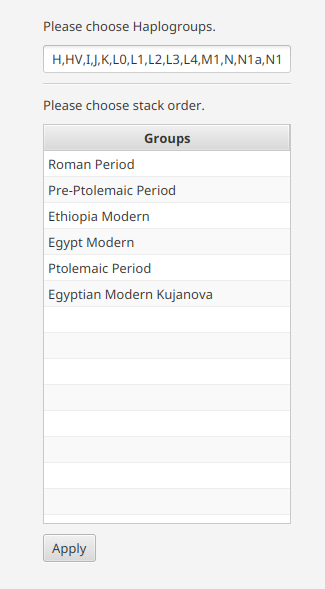 Please choose Haplogroups.
H,HV,I,J,K,L0,L1,L2,L3,L4,M1,N,N1a,N1
Please choose stack order.
Groups
Roman Period
Pre-Ptolemaic Period
Ethiopia Modern
Egypt Modern
Ptolemaic Period
Egyptian Modern Kujanova
Apply